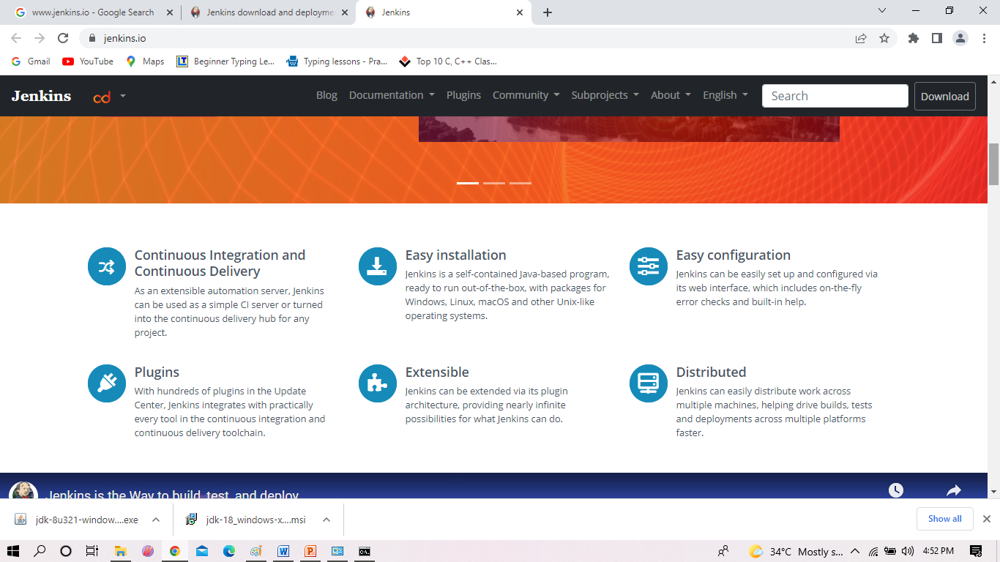 www.jenkins.io - Google Search
Jenkins download and deployme
Jenkins
jenkins.io
Gmail YouTube Maps Beginner Typing Le... Typing lessons - Pra... Top 10 C, C++ Clas...
Jenkins cd Blog Documentation Plugins Community Subprojects About English Search Download
Continuous Integration and
Continuous Delivery
As an extensible automation server, Jenkins
can be used as a simple CI server or turned
into the continuous delivery hub for any
project.
Easy installation
Jenkins is a self-contained Java-based program,
ready to run out-of-the-box, with packages for
Windows, Linux, macOS and other Unix-like
operating systems.
Easy configuration
Jenkins can be easily set up and configured via
its web interface, which includes on-the-fly
error checks and built-in help.
Plugins
With hundreds of plugins in the Update
Center, Jenkins integrates with practically
every tool in the continuous integration and
continuous delivery toolchain.
Extensible
Jenkins can be extended via its plugin
architecture, providing nearly infinite
possibilities for what Jenkins can do.
Distributed
Jenkins can easily distribute work across
multiple machines, helping drive builds, tests
and deployments across multiple platforms
faster.
Jenkins is the Way to build, test, and deploy
jdk-8u321-window....exe jdk-18_windows-x....msi Show all
34°C Mostly s... 4:52 PM